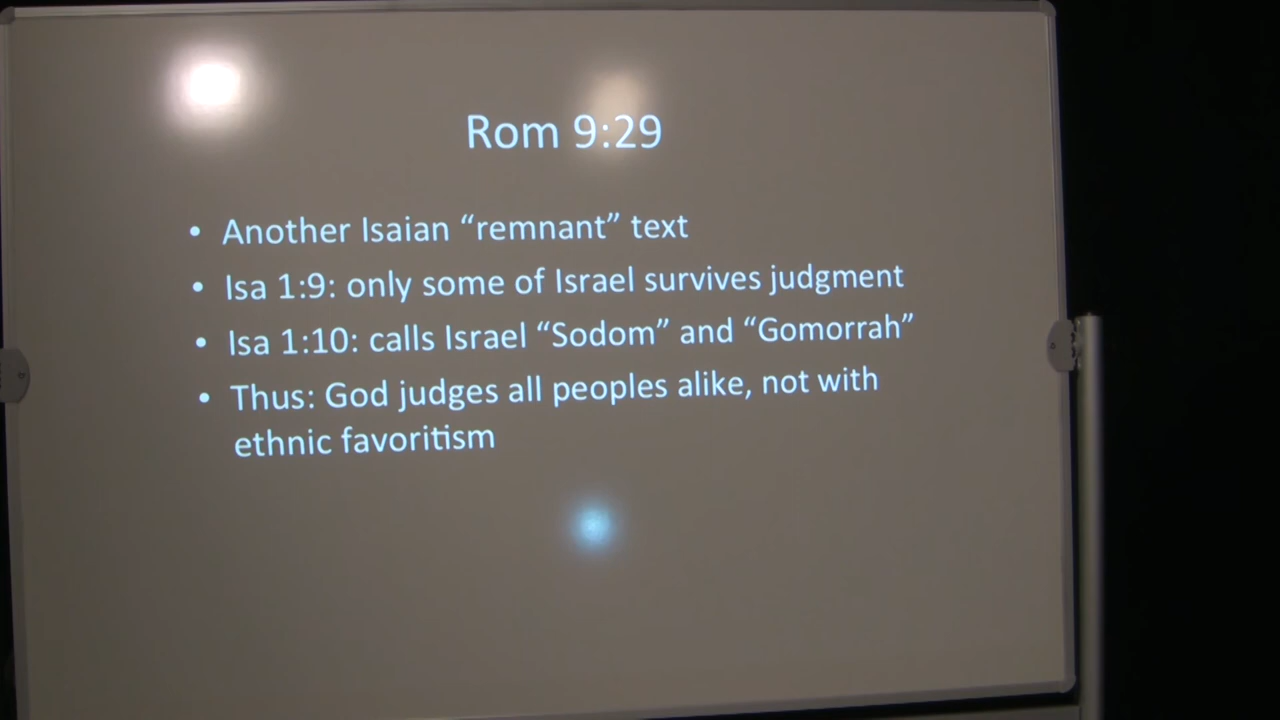 Rom 9:29
• Another Isaian “remnant” text
• Isa 1:9: only some of Israel survives judgment
• Isa 1:10: calls Israel “Sodom” and “Gomorrah”
• Thus: God judges all peoples alike, not with
ethnic favoritism